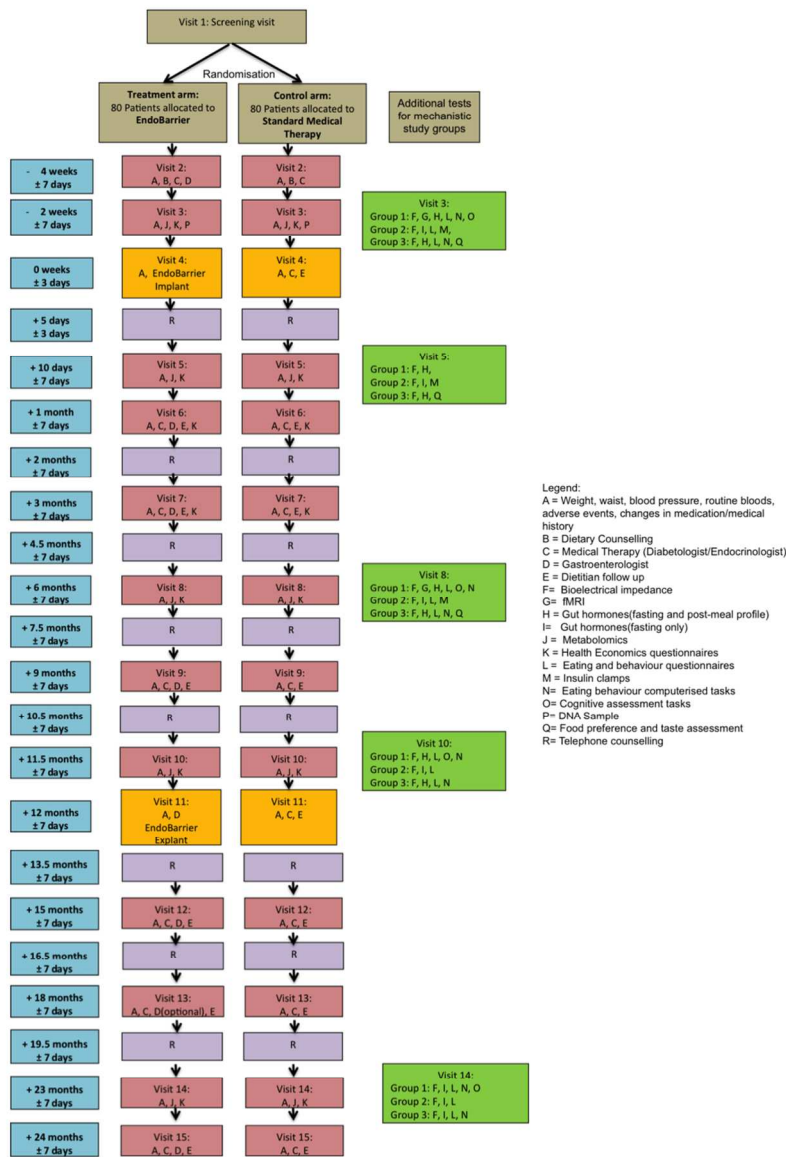 Visit 1: Screening visit
Randomisation
Treatment arm:
80 Patients allocated to
EndoBarrier
Control arm:
80 Patients allocated to
Standard Medical
Therapy
Additional tests
for mechanistic
study groups
- 4 weeks
± 7 days
Visit 2:
A, B, C, D
Visit 2:
A, B, C
- 2 weeks
± 7 days
Visit 3:
A, J, K, P
Visit 3:
A, J, K, P
Visit 3:
Group 1: F, G, H, L, N, O
Group 2: F, I, L, M,
Group 3: F, H, L, N, Q
0 weeks
± 3 days
Visit 4:
A, EndoBarrier
Implant
Visit 4:
A, C, E
+ 5 days
± 3 days
R
R
+ 10 days
± 7 days
Visit 5:
A, J, K
Visit 5:
A, J, K
Visit 5:
Group 1: F, H,
Group 2: F, I, M
Group 3: F, H, Q
+ 1 month
± 7 days
Visit 6:
A, C, D, E, K
Visit 6:
A, C, E, K
+ 2 months
± 7 days
R
R
+ 3 months
± 7 days
Visit 7:
A, C, D, E, K
Visit 7:
A, C, E, K
+ 4.5 months
± 7 days
R
R
+ 6 months
± 7 days
Visit 8:
A, J, K
Visit 8:
A, J, K
Visit 8:
Group 1: F, G, H, L, O, N
Group 2: F, I, L, M
Group 3: F, H, L, N, Q
+ 7.5 months
± 7 days
R
R
+ 9 months
± 7 days
Visit 9:
A, C, D, E
Visit 9:
A, C, E
+ 10.5 months
± 7 days
R
R
+ 11.5 months
± 7 days
Visit 10:
A, J, K
Visit 10:
A, J, K
Visit 10:
Group 1: F, H, L, O, N
Group 2: F, I, L
Group 3: F, H, L, N
+ 12 months
± 7 days
Visit 11:
A, D
EndoBarrier
Explant
Visit 11:
A, C, E
+ 13.5 months
± 7 days
R
R
+ 15 months
± 7 days
Visit 12:
A, C, D, E
Visit 12:
A, C, E
+ 16.5 months
± 7 days
R
R
+ 18 months
± 7 days
Visit 13:
A, C, D(optional), E
Visit 13:
A, C, E
+ 19.5 months
± 7 days
R
R
+ 23 months
± 7 days
Visit 14:
A, J, K
Visit 14:
A, J, K
Visit 14:
Group 1: F, I, L, N, O
Group 2: F, I, L
Group 3: F, I, L, N
+ 24 months
± 7 days
Visit 15:
A, C, D, E
Visit 15:
A, C, E
Legend:
A = Weight, waist, blood pressure, routine bloods,
adverse events, changes in medication/medical
history
B = Dietary Counselling
C = Medical Therapy (Diabetologist/Endocrinologist)
D = Gastroenterologist
E = Dietitian follow up
F= Bioelectrical impedance
G= fMRI
H = Gut hormones(fasting and post-meal profile)
I= Gut hormones(fasting only)
J = Metabolomics
K = Health Economics questionnaires
L = Eating and behaviour questionnaires
M = Insulin clamps
N= Eating behaviour computerised tasks
O= Cognitive assessment tasks
P= DNA Sample
Q= Food preference and taste assessment
R= Telephone counselling